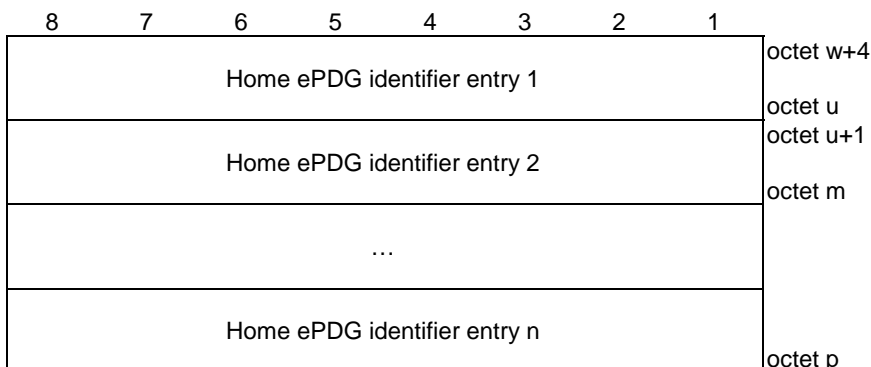 8 7 6 5 4 3 2 1
octet w+4
Home ePDG identifier entry 1
octet u
octet u+1
Home ePDG identifier entry 2
octet m
…
Home ePDG identifier entry n
octet p